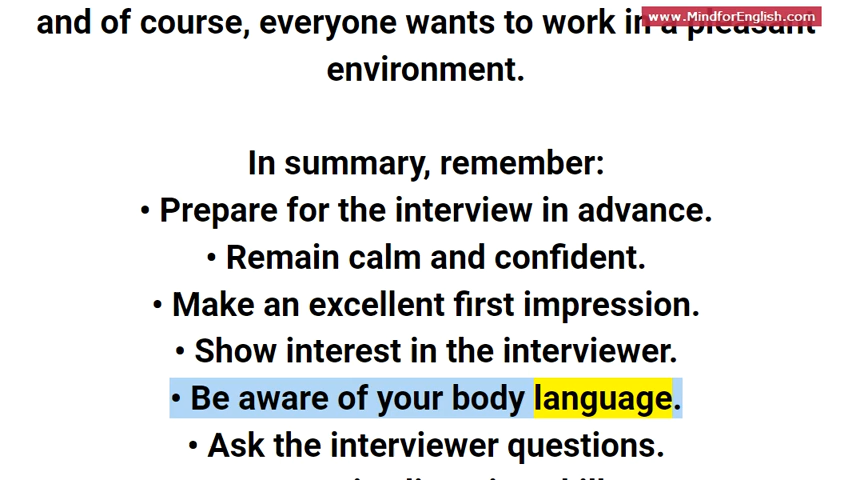 and of course, everyone wants to work in a pleasant
www.MindforEnglish.com
environment.
In summary, remember:
• Prepare for the interview in advance.
• Remain calm and confident.
• Make an excellent first impression.
• Show interest in the interviewer.
• Be aware of your body language.
• Ask the interviewer questions.